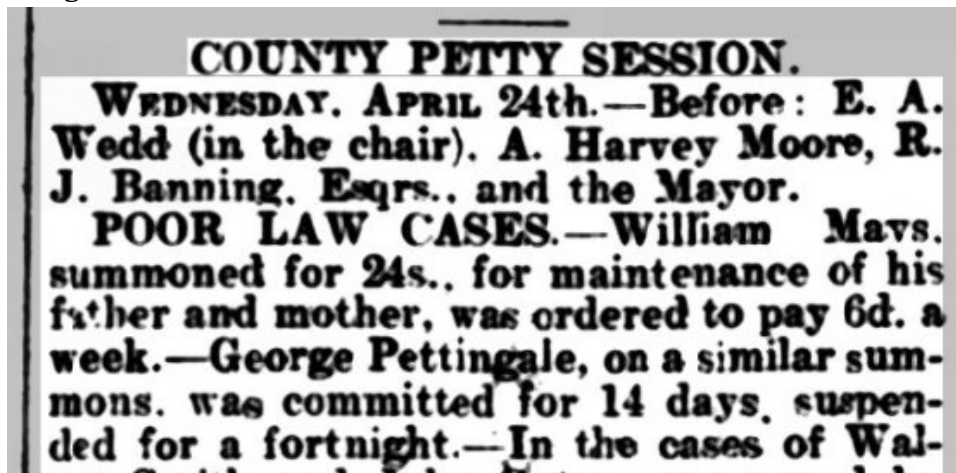 COUNTY PETTY SESSION.
WEDNESDAY, APRIL 24th.—Before: E. A.
Wedd (in the chair), A. Harvey Moore, R.
J. Banning, Esqrs., and the Mayor.
POOR LAW CASES.—William Mays,
summoned for 24s., for maintenance of his
father and mother, was ordered to pay 6d. a
week.—George Pettingale, on a similar sum-
mons, was committed for 14 days, suspen-
ded for a fortnight.—In the cases of Wal-